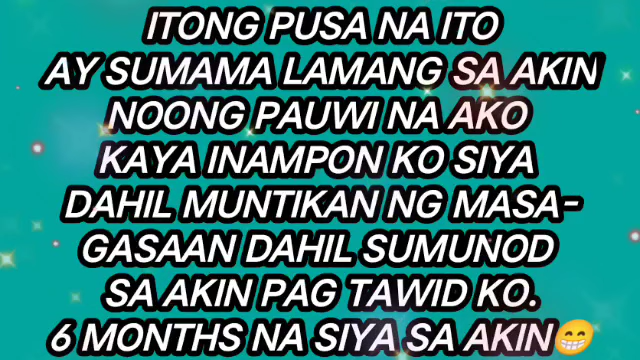 ITONG PUSA NA ITO
AY SUMAMA LAMANG SA AKIN
NOONG PAUWI NA AKO
KAYA INAMPON KO SIYA
DAHIL MUNTIKAN NG MASA-
GASAAN DAHIL SUMUNOD
SA AKIN PAG TAWID KO.
6 MONTHS NA SIYA SA AKIN😁